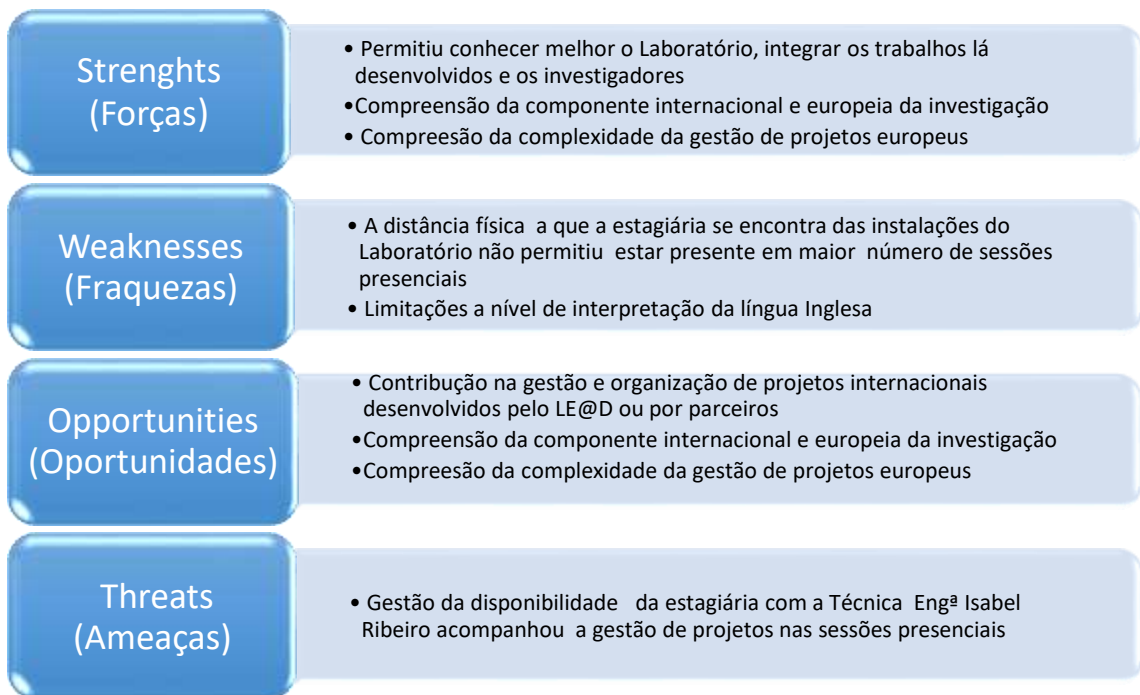 Strenghts
(Forças)
• Permitiu conhecer melhor o Laboratório, integrar os trabalhos lá
desenvolvidos e os investigadores
•Compreensão da componente internacional e europeia da investigação
• Compreesão da complexidade da gestão de projetos europeus
Weaknesses
(Fraquezas)
• A distância física a que a estagiária se encontra das instalações do
Laboratório não permitiu estar presente em maior número de sessões
presenciais
• Limitações a nível de interpretação da língua Inglesa
Opportunities
(Oportunidades)
• Contribução na gestão e organização de projetos internacionais
desenvolvidos pelo LE@D ou por parceiros
•Compreensão da componente internacional e europeia da investigação
•Compreesão da complexidade da gestão de projetos europeus
Threats
(Ameaças)
• Gestão da disponibilidade da estagiária com a Técnica Engª Isabel
Ribeiro acompanhou a gestão de projetos nas sessões presenciais